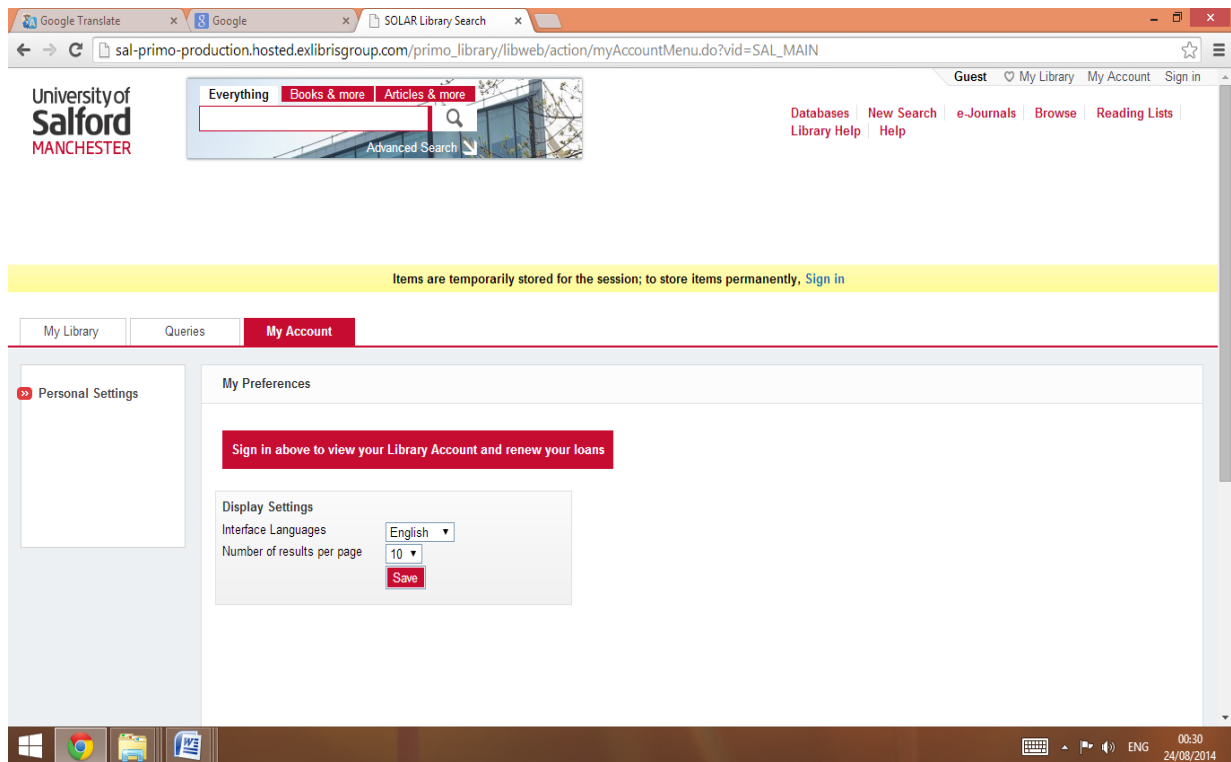 Google Translate
Google
SOLAR Library Search
sal-primo-production.hosted.exlibrisgroup.com/primo_library/libweb/action/myAccountMenu.do?vid=SAL_MAIN
Guest My Library My Account Sign in
University of
Salford
MANCHESTER
Everything Books & more Articles & more
Advanced Search
Databases New Search e-Journals Browse Reading Lists
Library Help Help
Items are temporarily stored for the session; to store items permanently, Sign in
My Library Queries My Account
Personal Settings
My Preferences
Sign in above to view your Library Account and renew your loans
Display Settings
Interface Languages English
Number of results per page 10
Save
ENG
00:30
24/08/2014